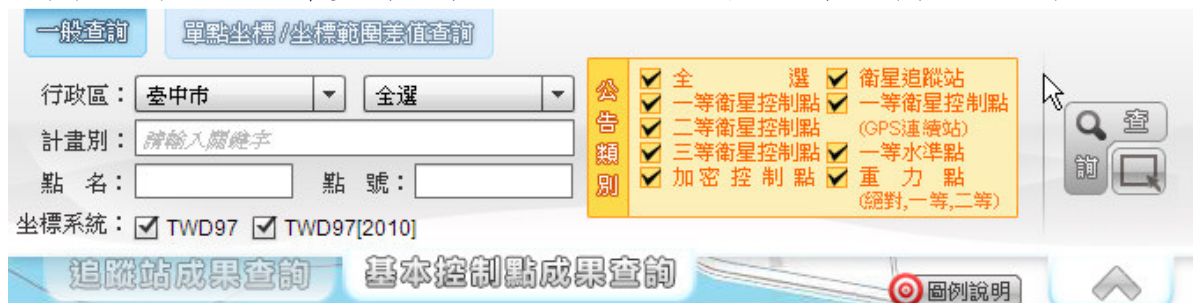 一般查詢 單點坐標/坐標範圍差值查詢
行政區： 臺中市 全選
計畫別： 請輸入關鍵字
點 名： 點 號：
坐標系統： TWD97 TWD97[2010]
公告類別
全 選 衛星追蹤站
一等衛星控制點 一等衛星控制點
二等衛星控制點 (GPS連續站)
三等衛星控制點 一等水準點
加密控制點 重力點
(絕對,一等,二等)
查詢
追蹤站成果查詢 基本控制點成果查詢
圖例說明